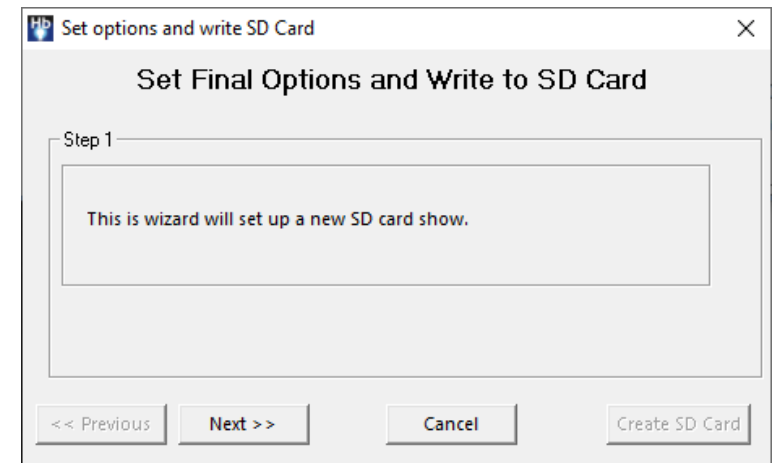 Hb
Set options and write SD Card
Set Final Options and Write to SD Card
Step 1
This is wizard will set up a new SD card show.
<< Previous
Next >>
Cancel
Create SD Card